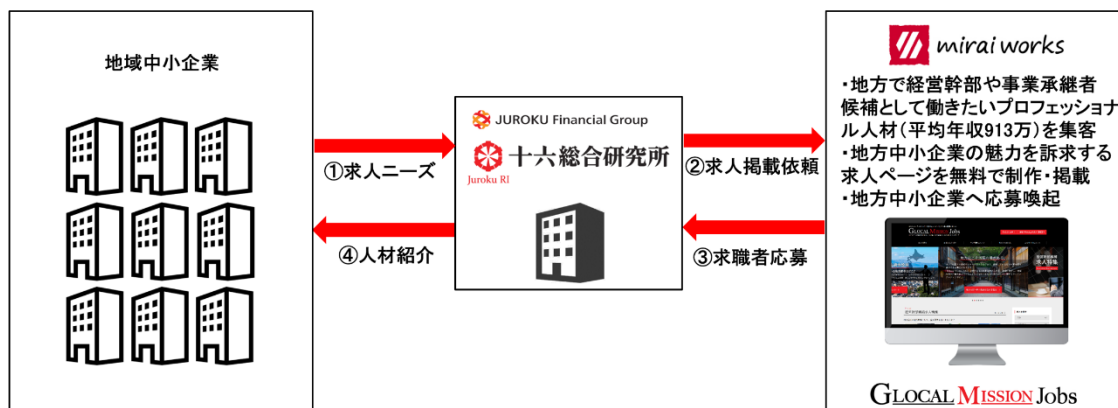 地域中小企業
①求人ニーズ
④人材紹介
JUROKU Financial Group
十六総合研究所
Juroku RI
②求人掲載依頼
③求職者応募
mirai works
・地方で経営幹部や事業承継者
候補として働きたいプロフェッショナ
ル人材(平均年収913万)を集客
・地方中小企業の魅力を訴求する
求人ページを無料で制作・掲載
・地方中小企業へ応募喚起
GLOCAL MISSION JOBS
GLOCAL MISSION Jobs